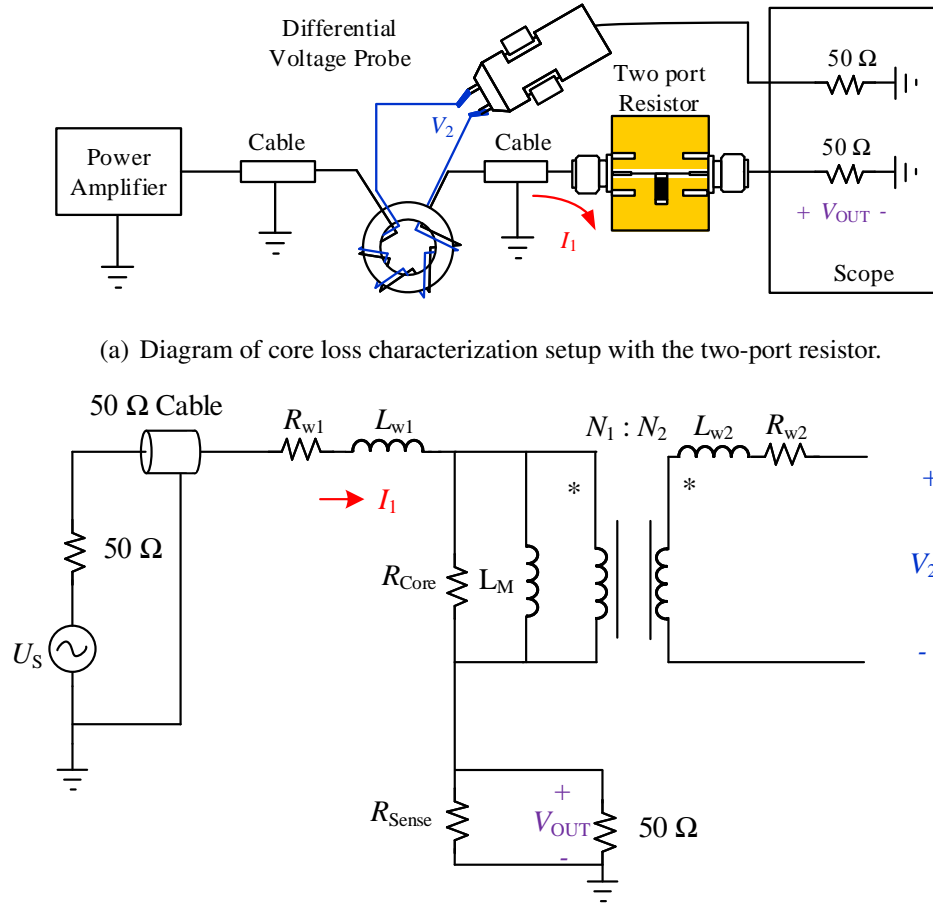 Differential
Voltage Probe
50 Ω
Two port
Resistor
V2
Cable
Cable
50 Ω
Power
Amplifier
+ VOUT -
I1
Scope
(a) Diagram of core loss characterization setup with the two-port resistor.
50 Ω Cable
Rw1
Lw1
N1 : N2
Lw2
Rw2
*
*
+
I1
50 Ω
RCore
LM
V2
US
-
+
RSense
VOUT
50 Ω
-